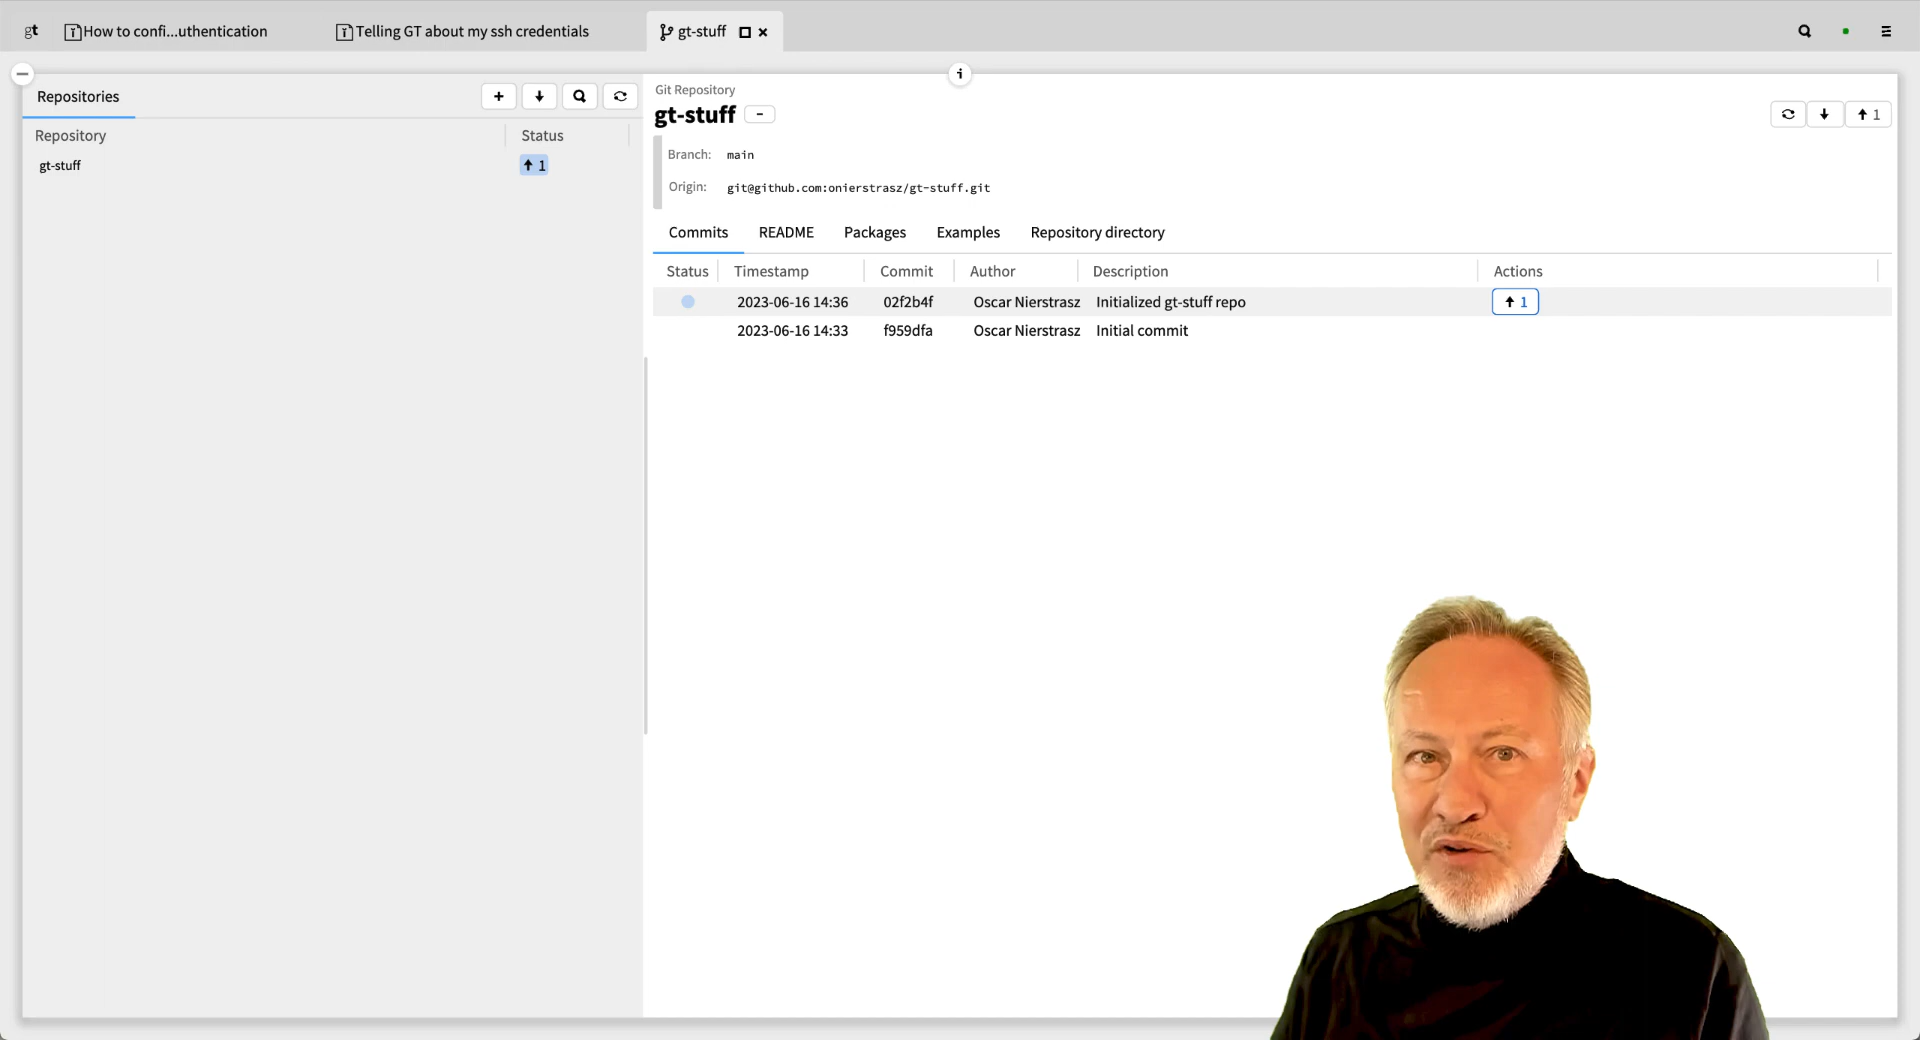 gt How to confi...uthentication Telling GT about my ssh credentials gt-stuff
Repositories
Repository Status
gt-stuff 1
Git Repository
gt-stuff
1
Branch: main
Origin: git@github.com:onierstrasz/gt-stuff.git
Commits README Packages Examples Repository directory
Status Timestamp Commit Author Description Actions
2023-06-16 14:36 02f2b4f Oscar Nierstrasz Initialized gt-stuff repo 1
2023-06-16 14:33 f959dfa Oscar Nierstrasz Initial commit